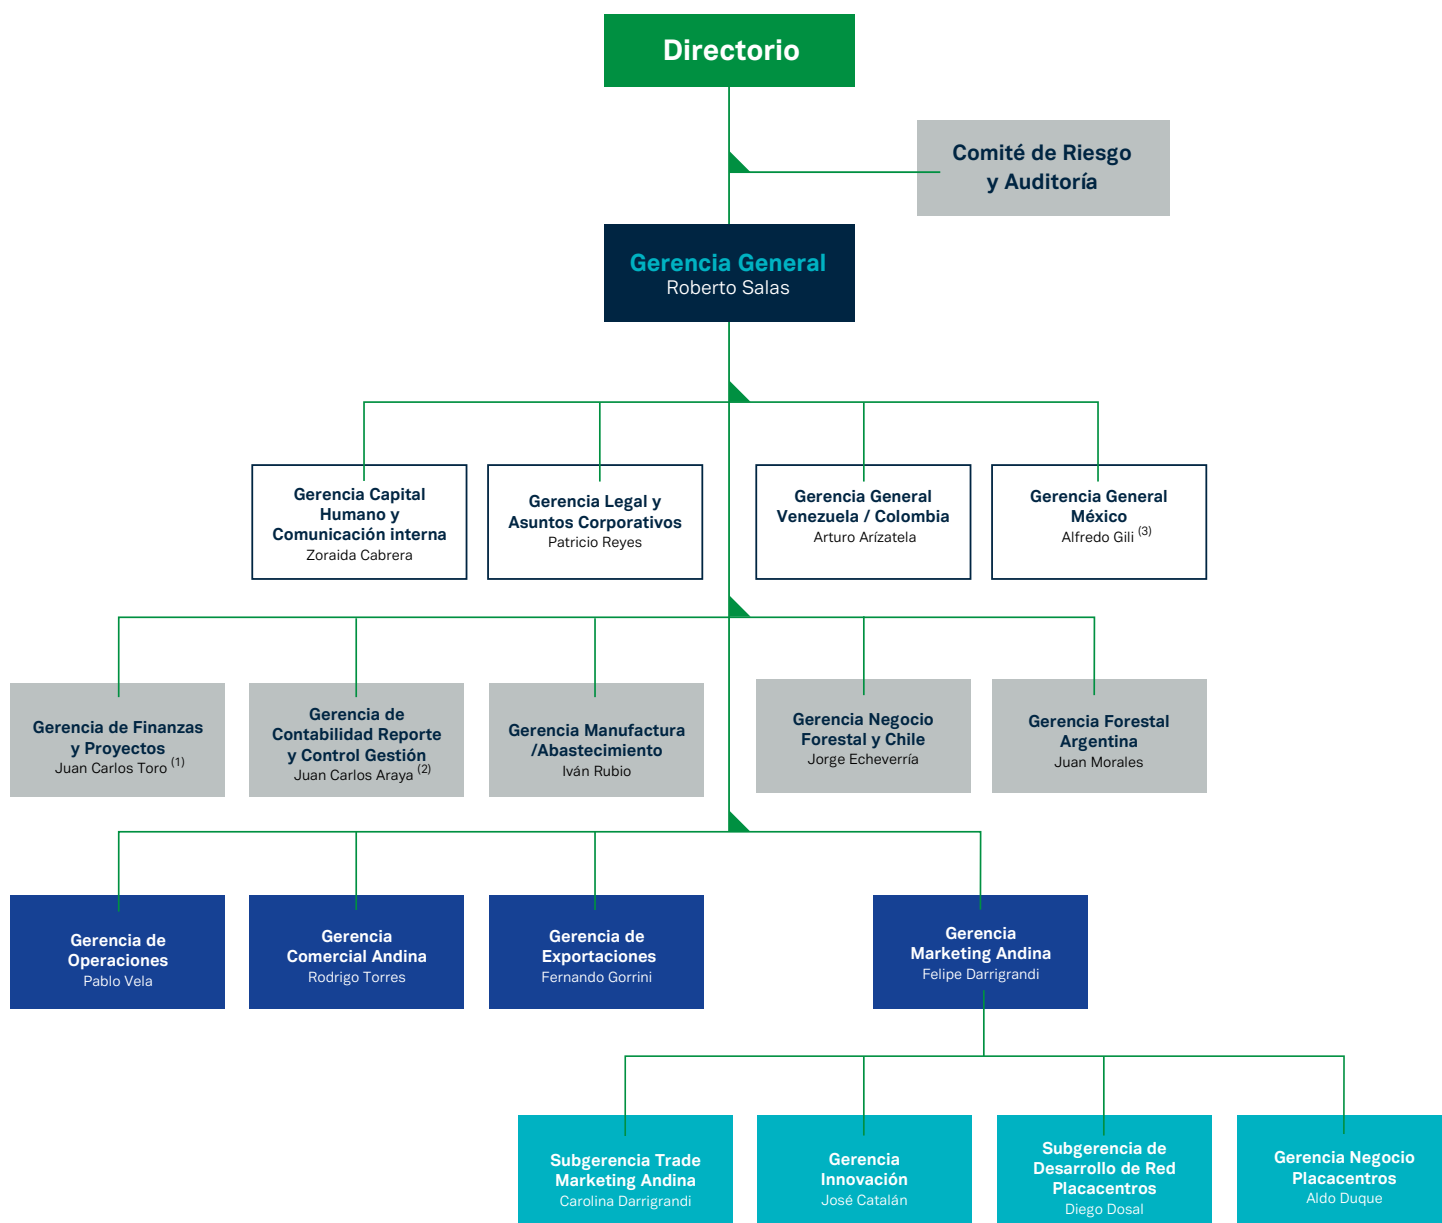 Directorio
Comité de Riesgo
y Auditoría
Gerencia General
Roberto Salas
Gerencia Capital
Humano y
Comunicación interna
Zoraida Cabrera
Gerencia Legal y
Asuntos Corporativos
Patricio Reyes
Gerencia General
Venezuela / Colombia
Arturo Arízatela
Gerencia General
México
Alfredo Gili (3)
Gerencia de Finanzas
y Proyectos
Juan Carlos Toro (1)
Gerencia de
Contabilidad Reporte
y Control Gestión
Juan Carlos Araya (2)
Gerencia Manufactura
/Abastecimiento
Iván Rubio
Gerencia Negocio
Forestal y Chile
Jorge Echeverría
Gerencia Forestal
Argentina
Juan Morales
Gerencia de
Operaciones
Pablo Vela
Gerencia
Comercial Andina
Rodrigo Torres
Gerencia de
Exportaciones
Fernando Gorrini
Gerencia
Marketing Andina
Felipe Darrigrandi
Subgerencia Trade
Marketing Andina
Carolina Darrigrandi
Gerencia
Innovación
José Catalán
Subgerencia de
Desarrollo de Red
Placacentros
Diego Dosal
Gerencia Negocio
Placacentros
Aldo Duque